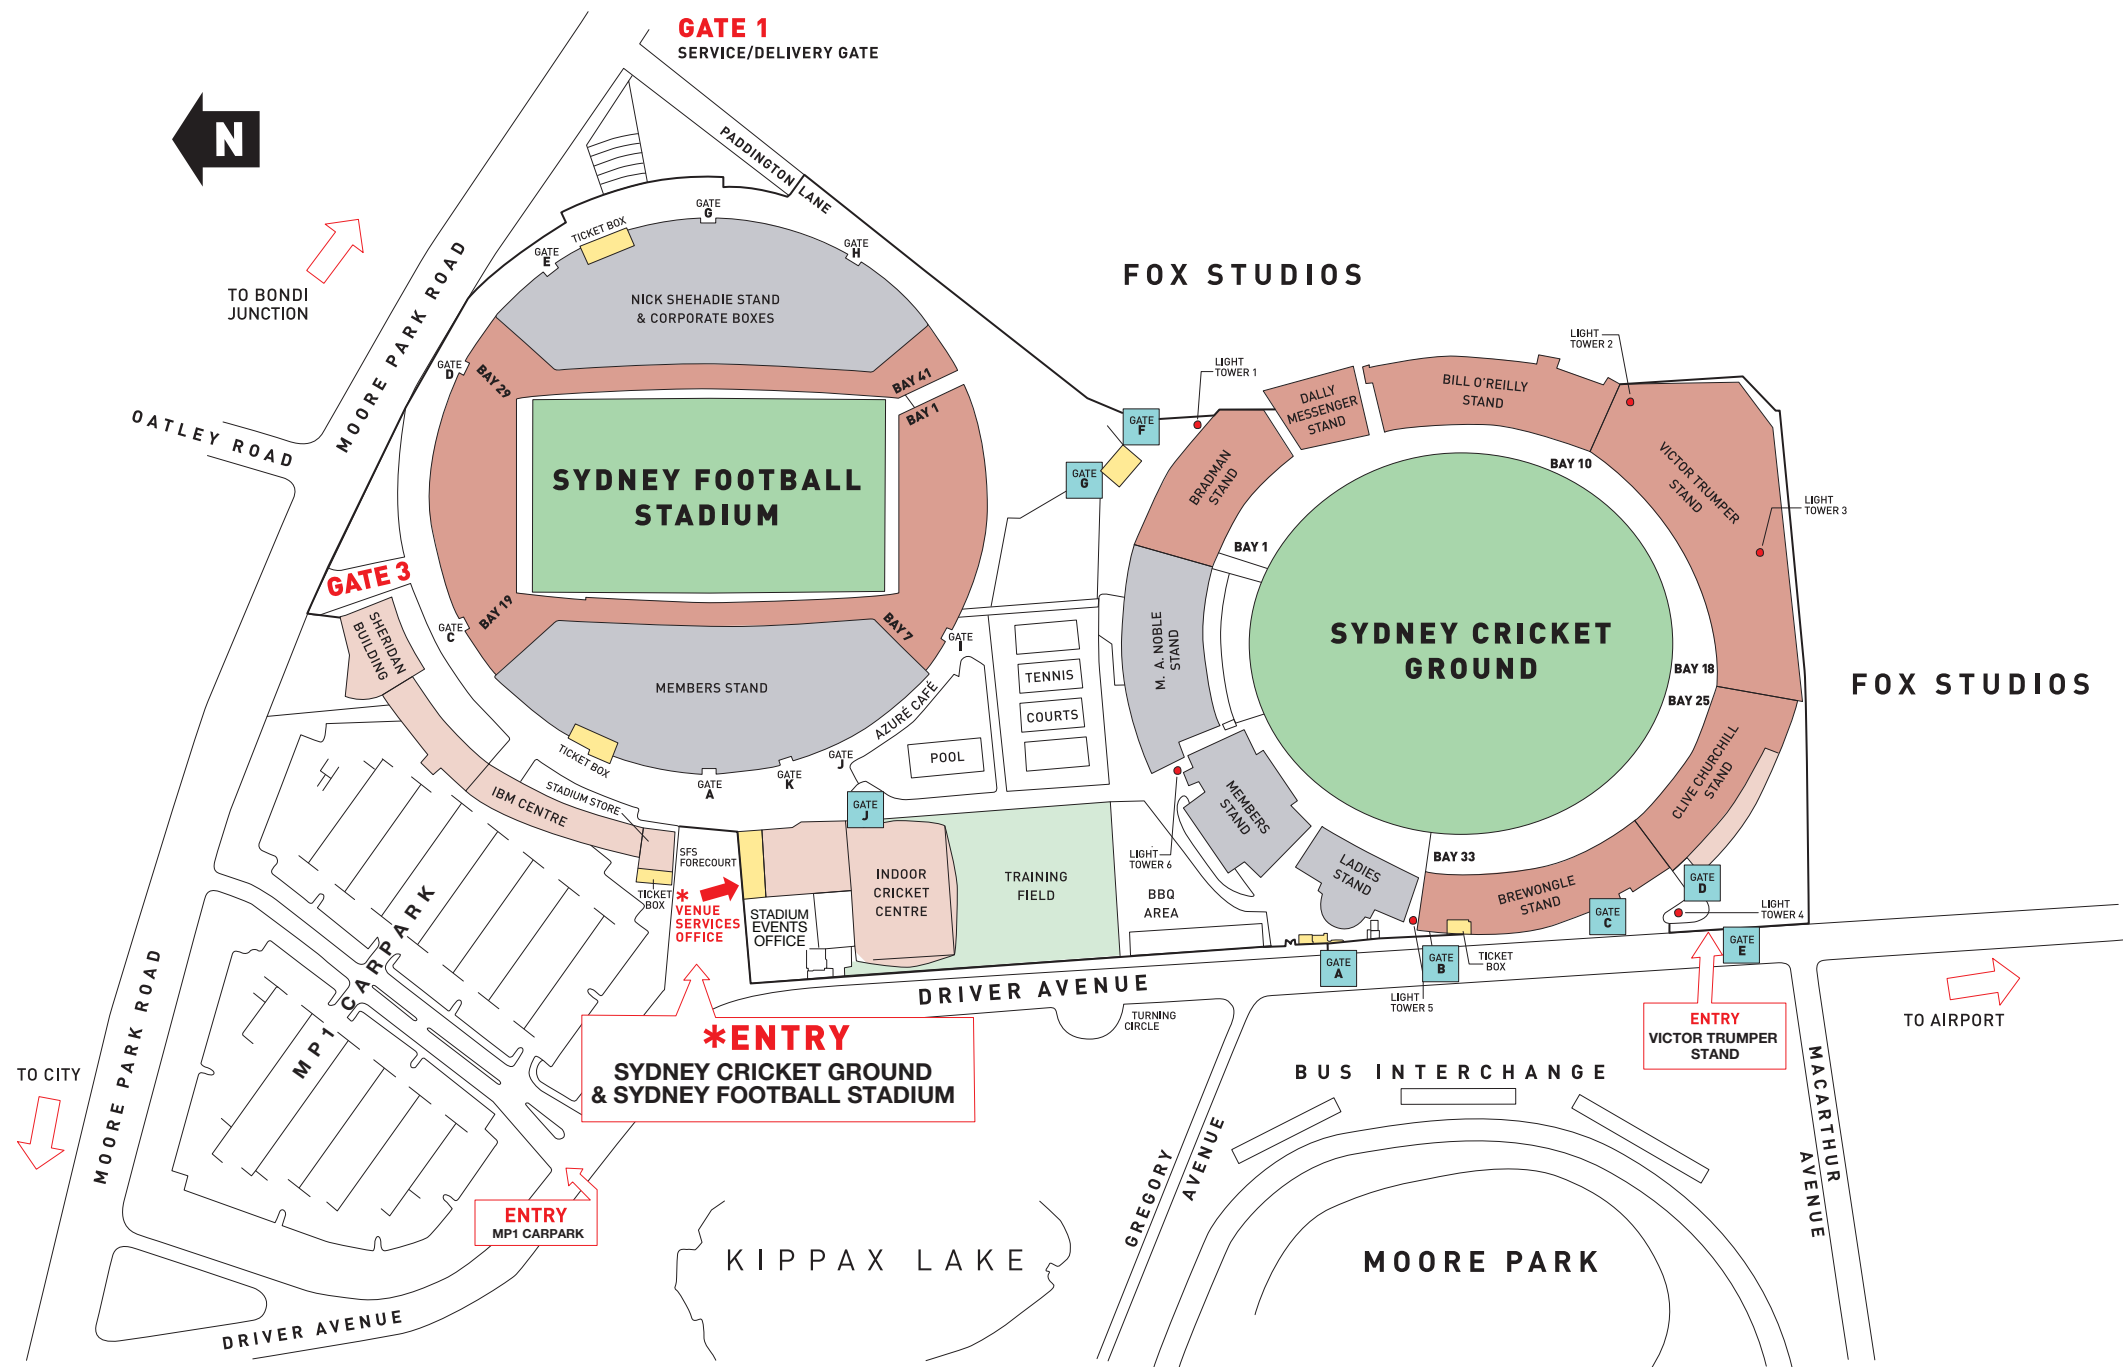 GATE 1
SERVICE/DELIVERY GATE
N
PADDINGTON LANE
TO BONDI
JUNCTION
MOORE PARK ROAD
OATLEY ROAD
GATE
G
TICKET BOX
GATE
E
GATE
H
NICK SHEHADIE STAND
& CORPORATE BOXES
GATE
D
BAY 29
BAY 41
BAY 1
SYDNEY FOOTBALL
STADIUM
GATE 3
BAY 19
BAY 7
GATE
C
GATE
I
MEMBERS STAND
SHERIDAN
BUILDING
AZURÉ CAFÉ
TICKET BOX
GATE
A
GATE
K
GATE
J
POOL
TENNIS
COURTS
IBM CENTRE
STADIUM STORE
GATE
J
SFS
FORECOURT
TICKET
BOX
*
VENUE
SERVICES
OFFICE
STADIUM
EVENTS
OFFICE
INDOOR
CRICKET
CENTRE
TRAINING
FIELD
BBQ
AREA
FOX STUDIOS
LIGHT
TOWER 1
LIGHT
TOWER 2
GATE
F
GATE
G
DALLY
MESSENGER
STAND
BILL O'REILLY
STAND
BRADMAN
STAND
VICTOR TRUMPER
STAND
BAY 10
LIGHT
TOWER 3
BAY 1
M. A. NOBLE
STAND
SYDNEY CRICKET
GROUND
BAY 18
BAY 25
FOX STUDIOS
CLIVE CHURCHILL
STAND
MEMBERS
STAND
LIGHT
TOWER 6
LADIES
STAND
BAY 33
BREWONGLE
STAND
GATE
D
GATE
C
LIGHT
TOWER 4
GATE
E
GATE
A
GATE
B
TICKET
BOX
LIGHT
TOWER 5
DRIVER AVENUE
TURNING
CIRCLE
ENTRY
VICTOR TRUMPER
STAND
TO AIRPORT
*ENTRY
SYDNEY CRICKET GROUND
& SYDNEY FOOTBALL STADIUM
MP1 CARPARK
MOORE PARK ROAD
TO CITY
ENTRY
MP1 CARPARK
DRIVER AVENUE
BUS INTERCHANGE
MACARTHUR
AVENUE
GREGORY
AVENUE
KIPPAX LAKE
MOORE PARK